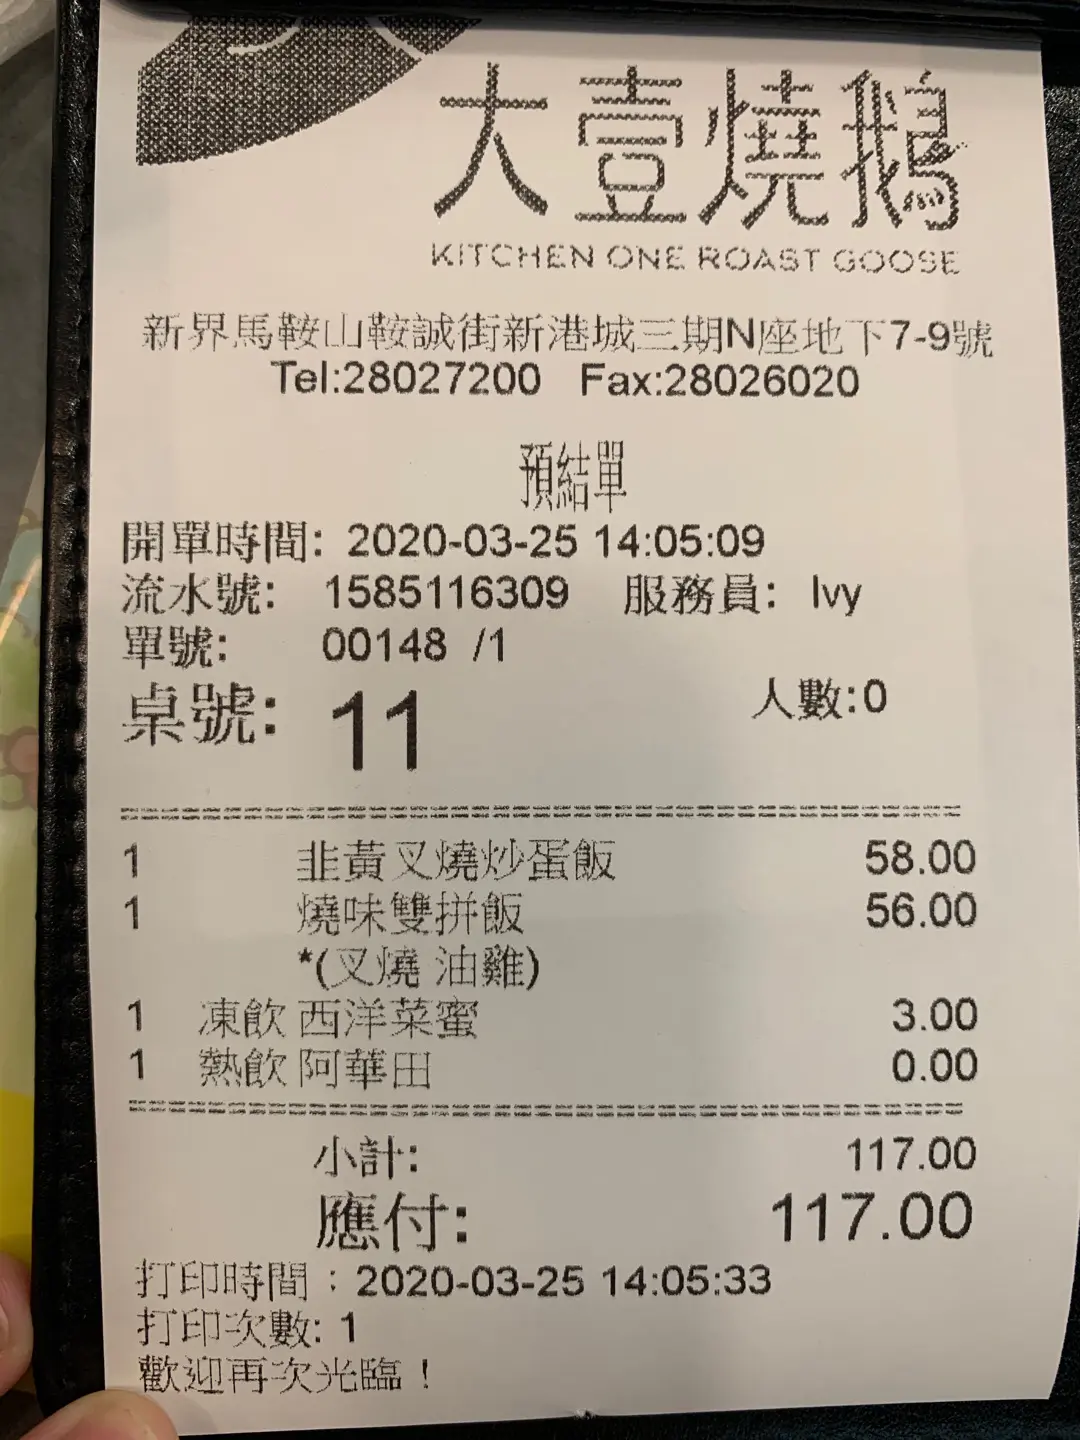 大壹燒鵝
KITCHEN ONE ROAST GOOSE
新界馬鞍山鞍誠街新港城三期N座地下7-9號
Tel:28027200 Fax:28026020
預結單
開單時間: 2020-03-25 14:05:09
流水號: 1585116309 服務員: Ivy
單號: 00148 /1
桌號: 11 人數:0
1 韭黃叉燒炒蛋飯 58.00
1 燒味雙拼飯 56.00
*(叉燒 油雞)
1 凍飲 西洋菜蜜 3.00
1 熱飲 阿華田 0.00
小計: 117.00
應付: 117.00
打印時間：2020-03-25 14:05:33
打印次數: 1
歡迎再次光臨！